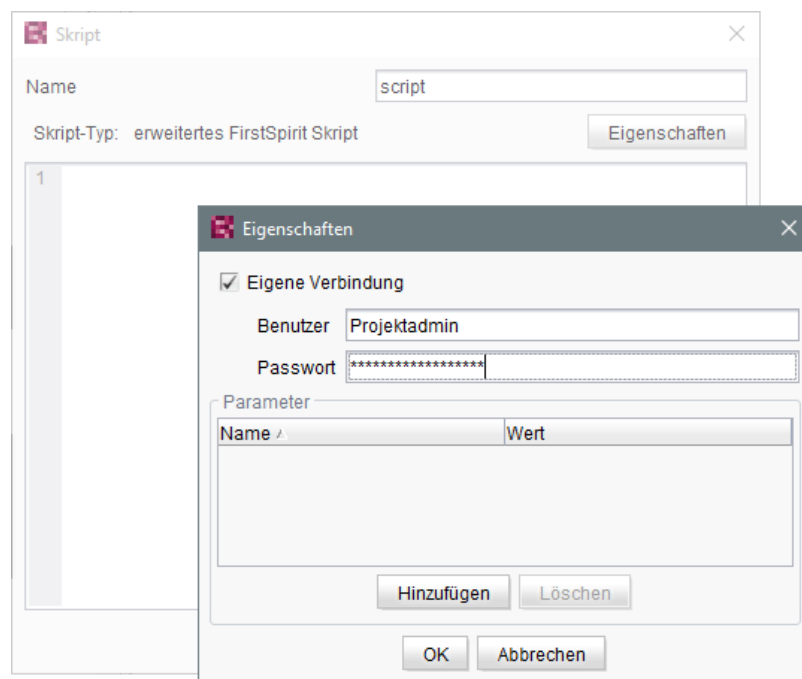 Skript
Name script
Skript-Typ: erweitertes FirstSpirit Skript Eigenschaften
1
Eigenschaften
Eigene Verbindung
Benutzer Projektadmin
Passwort ******************
Parameter
Name Wert
Hinzufügen Löschen
OK Abbrechen